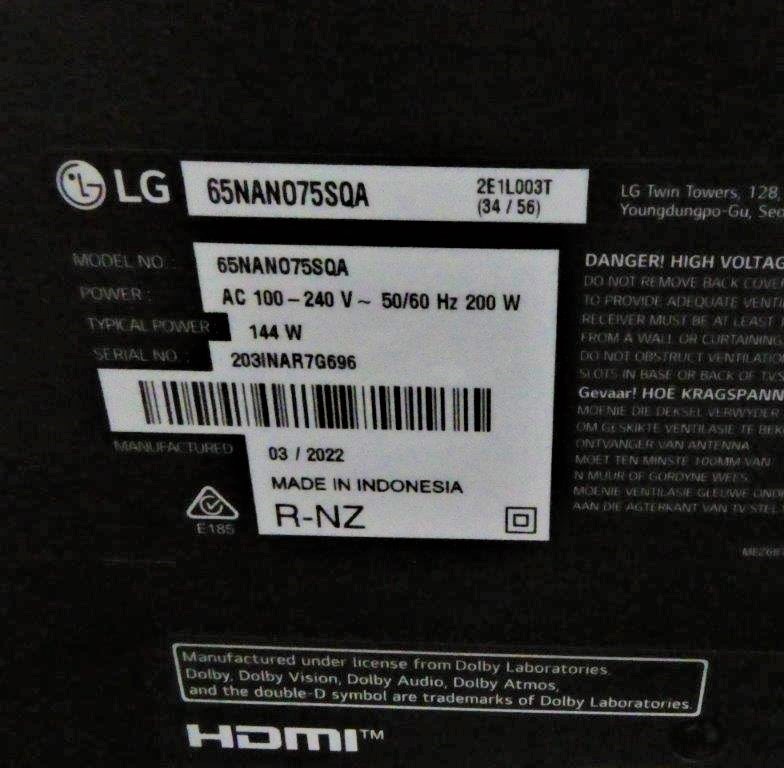 LG 65NANO75SQA 2E1L003T
(34 / 56)
LG Twin Towers, 128
Youngdungpo-Gu, Seo
MODEL NO. : 65NANO75SQA
POWER : AC 100 – 240 V ~ 50/60 Hz 200 W
TYPICAL POWER : 144 W
SERIAL NO. : 203INAR7G696
MANUFACTURED 03 / 2022
MADE IN INDONESIA
R-NZ
E185
DANGER! HIGH VOLTAG
DO NOT REMOVE BACK COVE
TO PROVIDE ADEQUATE VENT
RECEIVER MUST BE AT LEAST
FROM A WALL OR CURTAINING.
DO NOT OBSTRUCT VENTILATIO
SLOTS IN BASE OR BACK OF TVS
Gevaar! HOE KRAGSPANN
MOENIE DIE DEKSEL VERWYDER
OM GESKIKTE VENTILASIE TE BEK
ONTVANGER VAN ANTENNA
MOET TEN MINSTE 100MM VAN
N MUUR OF GORDYNE WEES.
MOENIE VENTILASIE GLEUWE OND
AAN DIE AGTERKANT VAN TV STEL
Manufactured under license from Dolby Laboratories.
Dolby, Dolby Vision, Dolby Audio, Dolby Atmos,
and the double-D symbol are trademarks of Dolby Laboratories.
HDMI™